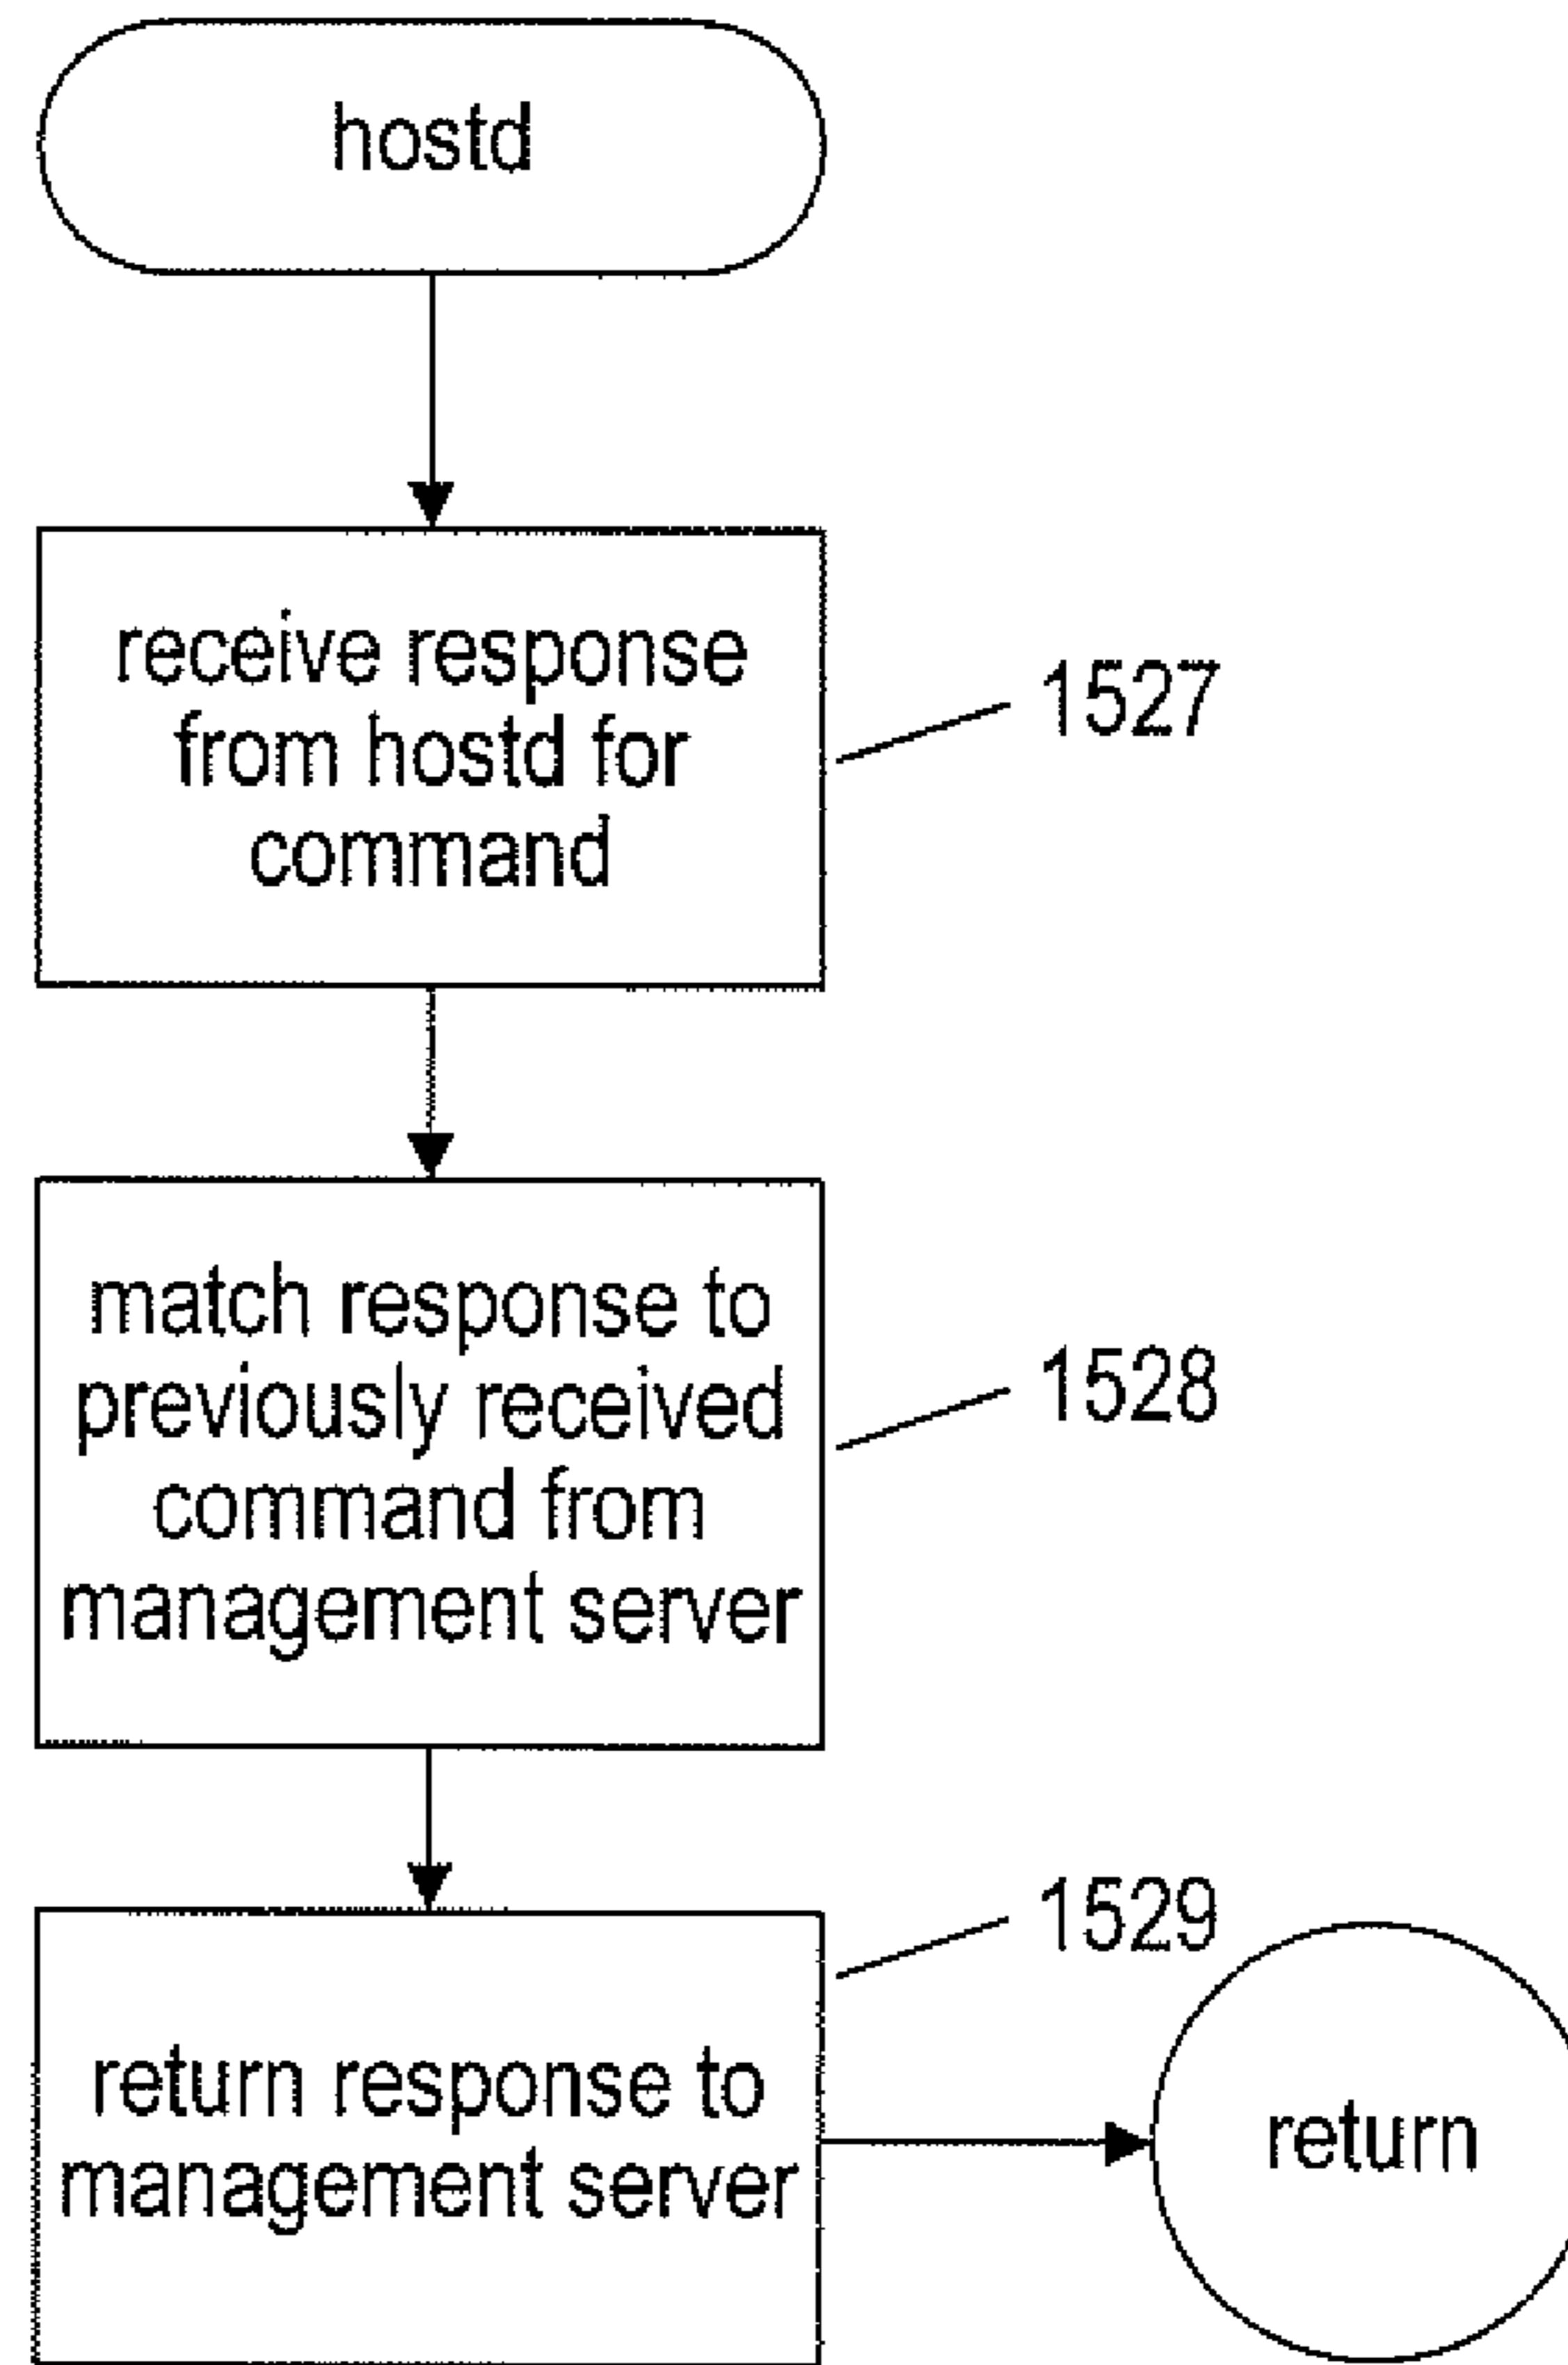 hostd
receive response
from hostd for
command
1527
match response to
previously received
command from
management server
1528
1529
return response to
management server
return